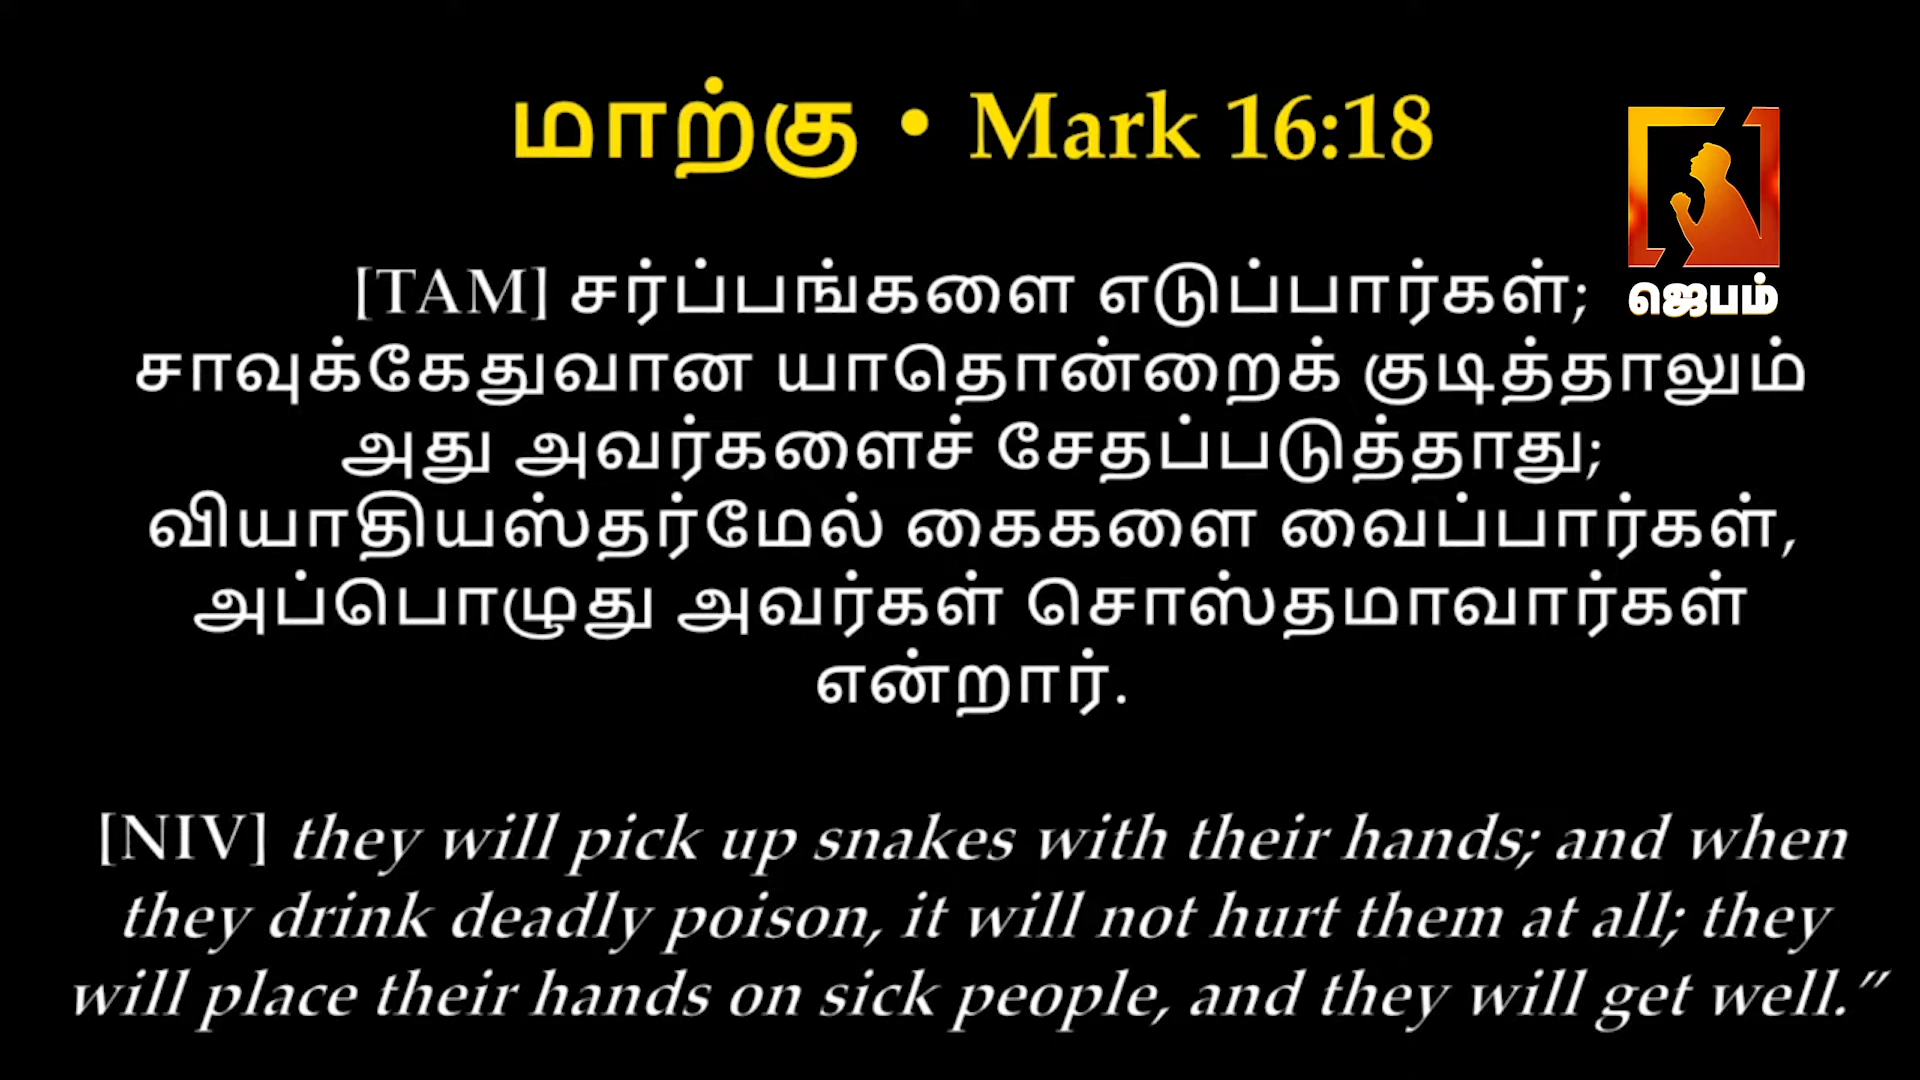 மாற்கு • Mark 16:18
ஜெபம்
[TAM] சர்ப்பங்களை எடுப்பார்கள்;
சாவுக்கேதுவான யாதொன்றைக் குடித்தாலும்
அது அவர்களைச் சேதப்படுத்தாது;
வியாதியஸ்தர்மேல் கைகளை வைப்பார்கள்,
அப்பொழுது அவர்கள் சொஸ்தமாவார்கள்
என்றார்.
[NIV] they will pick up snakes with their hands; and when
they drink deadly poison, it will not hurt them at all; they
will place their hands on sick people, and they will get well.”